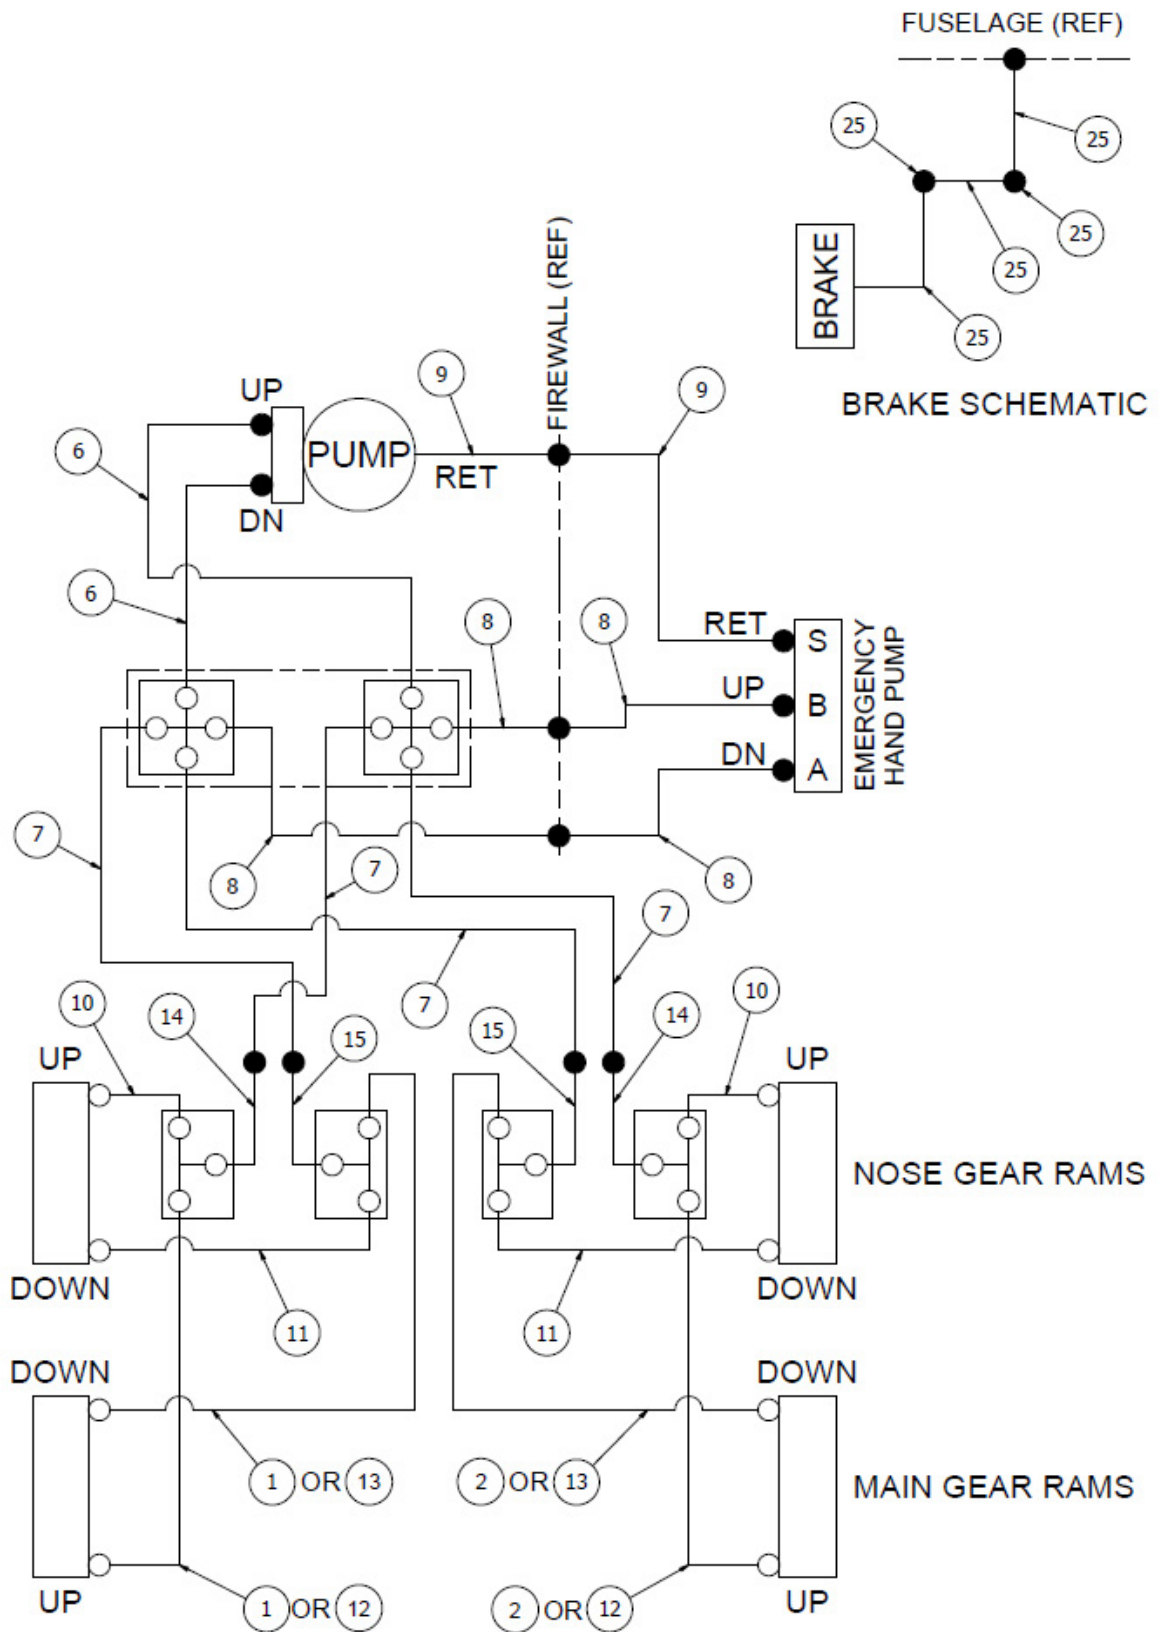 FUSELAGE (REF)
25
25
25
25
25
BRAKE
BRAKE SCHEMATIC
FIREWALL (REF)
9
9
UP
6
PUMP
RET
DN
6
8
8
RET
S
UP
B
DN
A
EMERGENCY
HAND PUMP
7
8
7
8
7
7
10
14
15
15
14
10
UP
UP
NOSE GEAR RAMS
DOWN
DOWN
11
11
DOWN
DOWN
1 OR 13
2 OR 13
MAIN GEAR RAMS
UP
UP
1 OR 12
2 OR 12